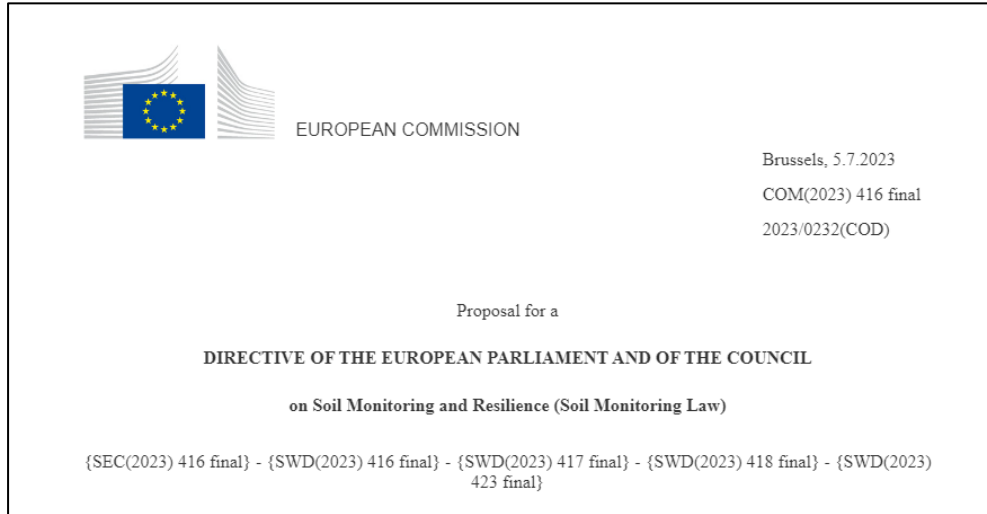 EUROPEAN COMMISSION
Brussels, 5.7.2023
COM(2023) 416 final
2023/0232(COD)
Proposal for a
DIRECTIVE OF THE EUROPEAN PARLIAMENT AND OF THE COUNCIL
on Soil Monitoring and Resilience (Soil Monitoring Law)
{SEC(2023) 416 final} - {SWD(2023) 416 final} - {SWD(2023) 417 final} - {SWD(2023) 418 final} - {SWD(2023)
423 final}